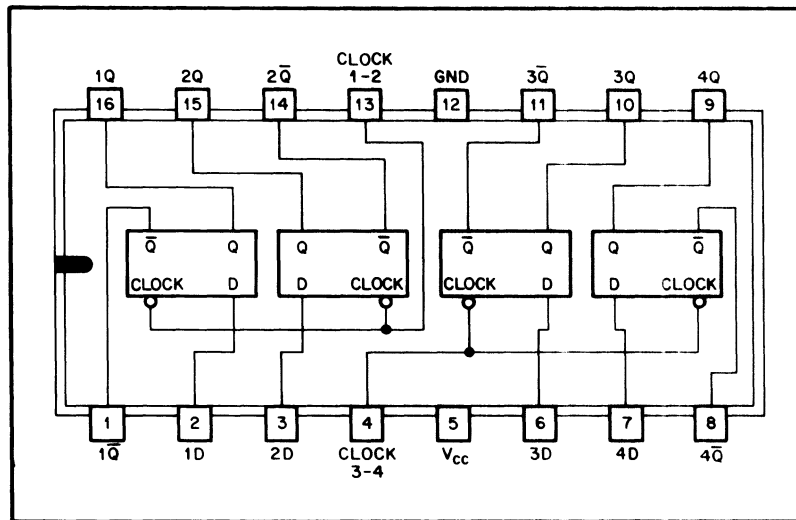 1Q 2Q 2Q̅ CLOCK 1-2 GND 3Q̅ 3Q 4Q
16 15 14 13 12 11 10 9
Q̅ Q Q Q̅ Q̅ Q Q Q̅
CLOCK D D CLOCK CLOCK D D CLOCK
1 2 3 4 5 6 7 8
1Q̅ 1D 2D CLOCK 3-4 VCC 3D 4D 4Q̅